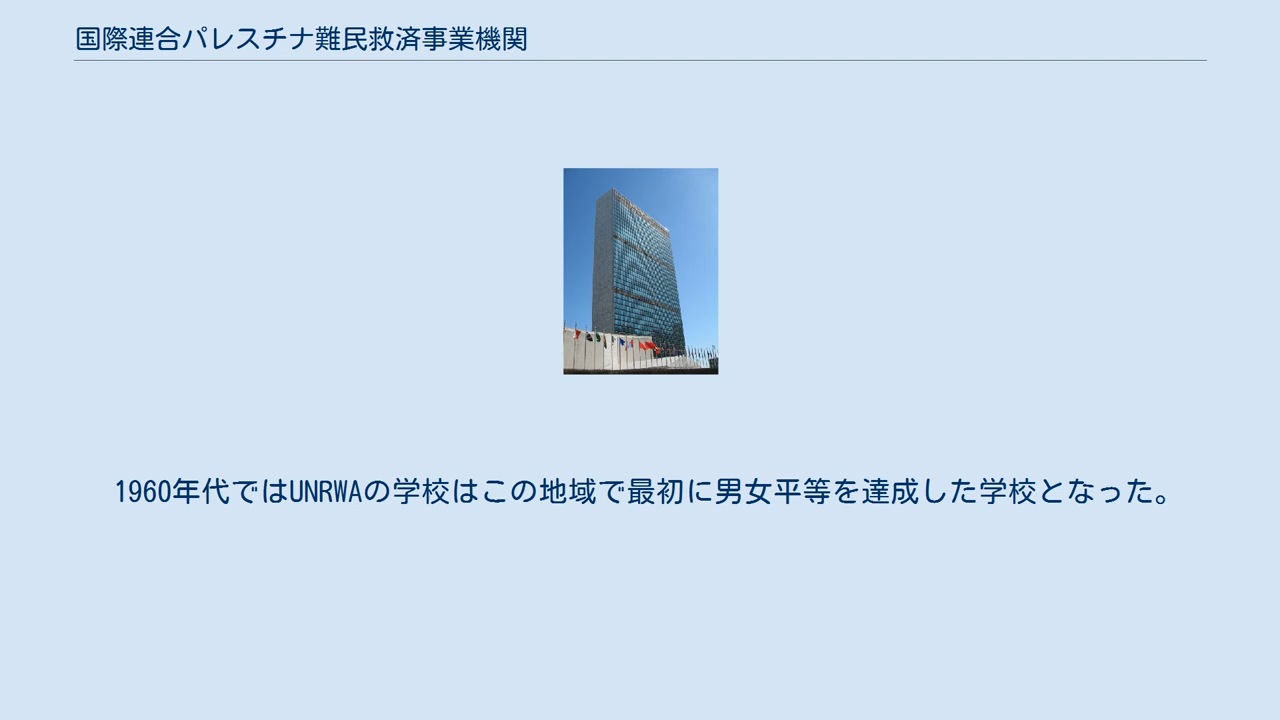 国際連合パレスチナ難民救済事業機関
1960年代ではUNRWAの学校はこの地域で最初に男女平等を達成した学校となった。